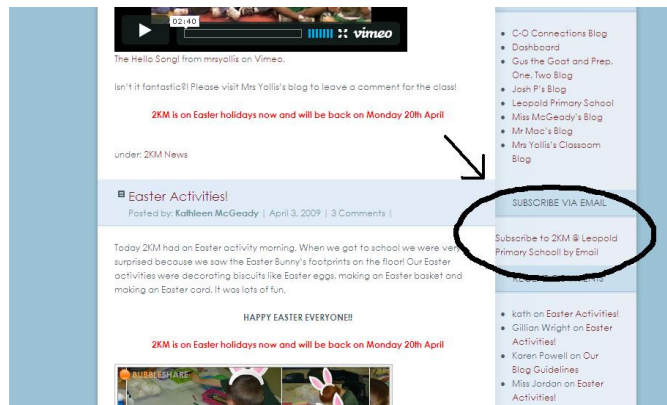 02:40
vimeo
The Hello Song! from mrsyollis on Vimeo.
Isn't it fantastic?! Please visit Mrs Yollis's blog to leave a comment for the class!
2KM is on Easter holidays now and will be back on Monday 20th April
under: 2KM News
Easter Activities!
Posted by: Kathleen McGeady | April 3, 2009 | 3 Comments |
Today 2KM had an Easter activity morning. When we got to school we were very
surprised because we saw the Easter Bunny's footprints on the floor! Our Easter
activities were decorating biscuits like Easter eggs, making an Easter basket and
making an Easter card. It was lots of fun.
HAPPY EASTER EVERYONE!!
2KM is on Easter holidays now and will be back on Monday 20th April
BUBBLESHARE
C-O Connections Blog
Dashboard
Gus the Goat and Prep,
One, Two Blog
Josh P's Blog
Leopold Primary School
Miss McGeady's Blog
Mr Mac's Blog
Mrs Yollis's Classoom
Blog
SUBSCRIBE VIA EMAIL
Subscribe to 2KM @ Leopold
Primary Schooll by Email
RECENT COMMENTS
kath on Easter Activities!
Gillian Wright on Easter
Activities!
Karen Powell on Our
Blog Guidelines
Miss Jordan on Easter
Activities!